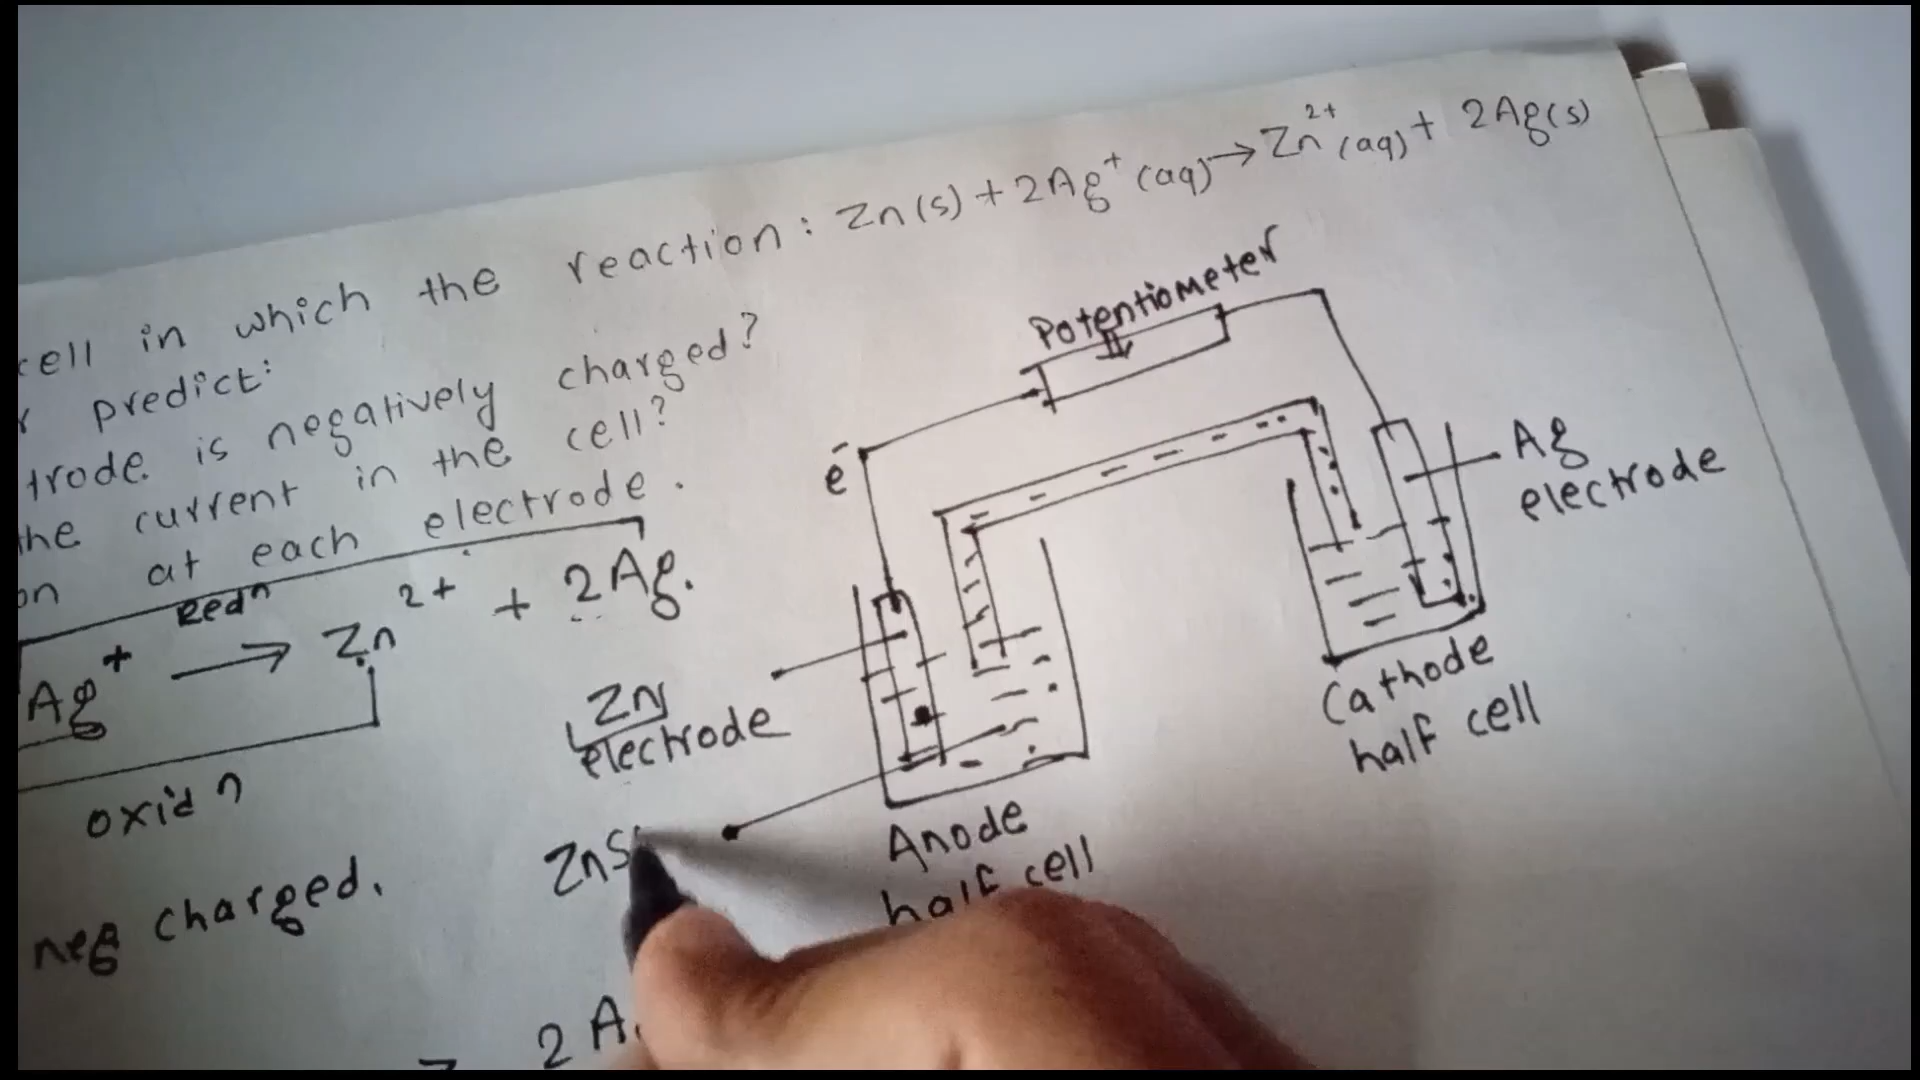 cell in which the reaction : Zn(s) + 2Ag⁺(aq) → Zn²⁺(aq) + 2Ag(s)
predict:
trode is negatively charged?
the current in the cell?
on at each electrode.
Redⁿ
Ag⁺ → Zn²⁺ + 2Ag.
oxidⁿ
neg charged.
Potentiometer
e⁻
Ag
electrode
Zn
electrode
Cathode
half cell
ZnS
Anode
half cell
2A